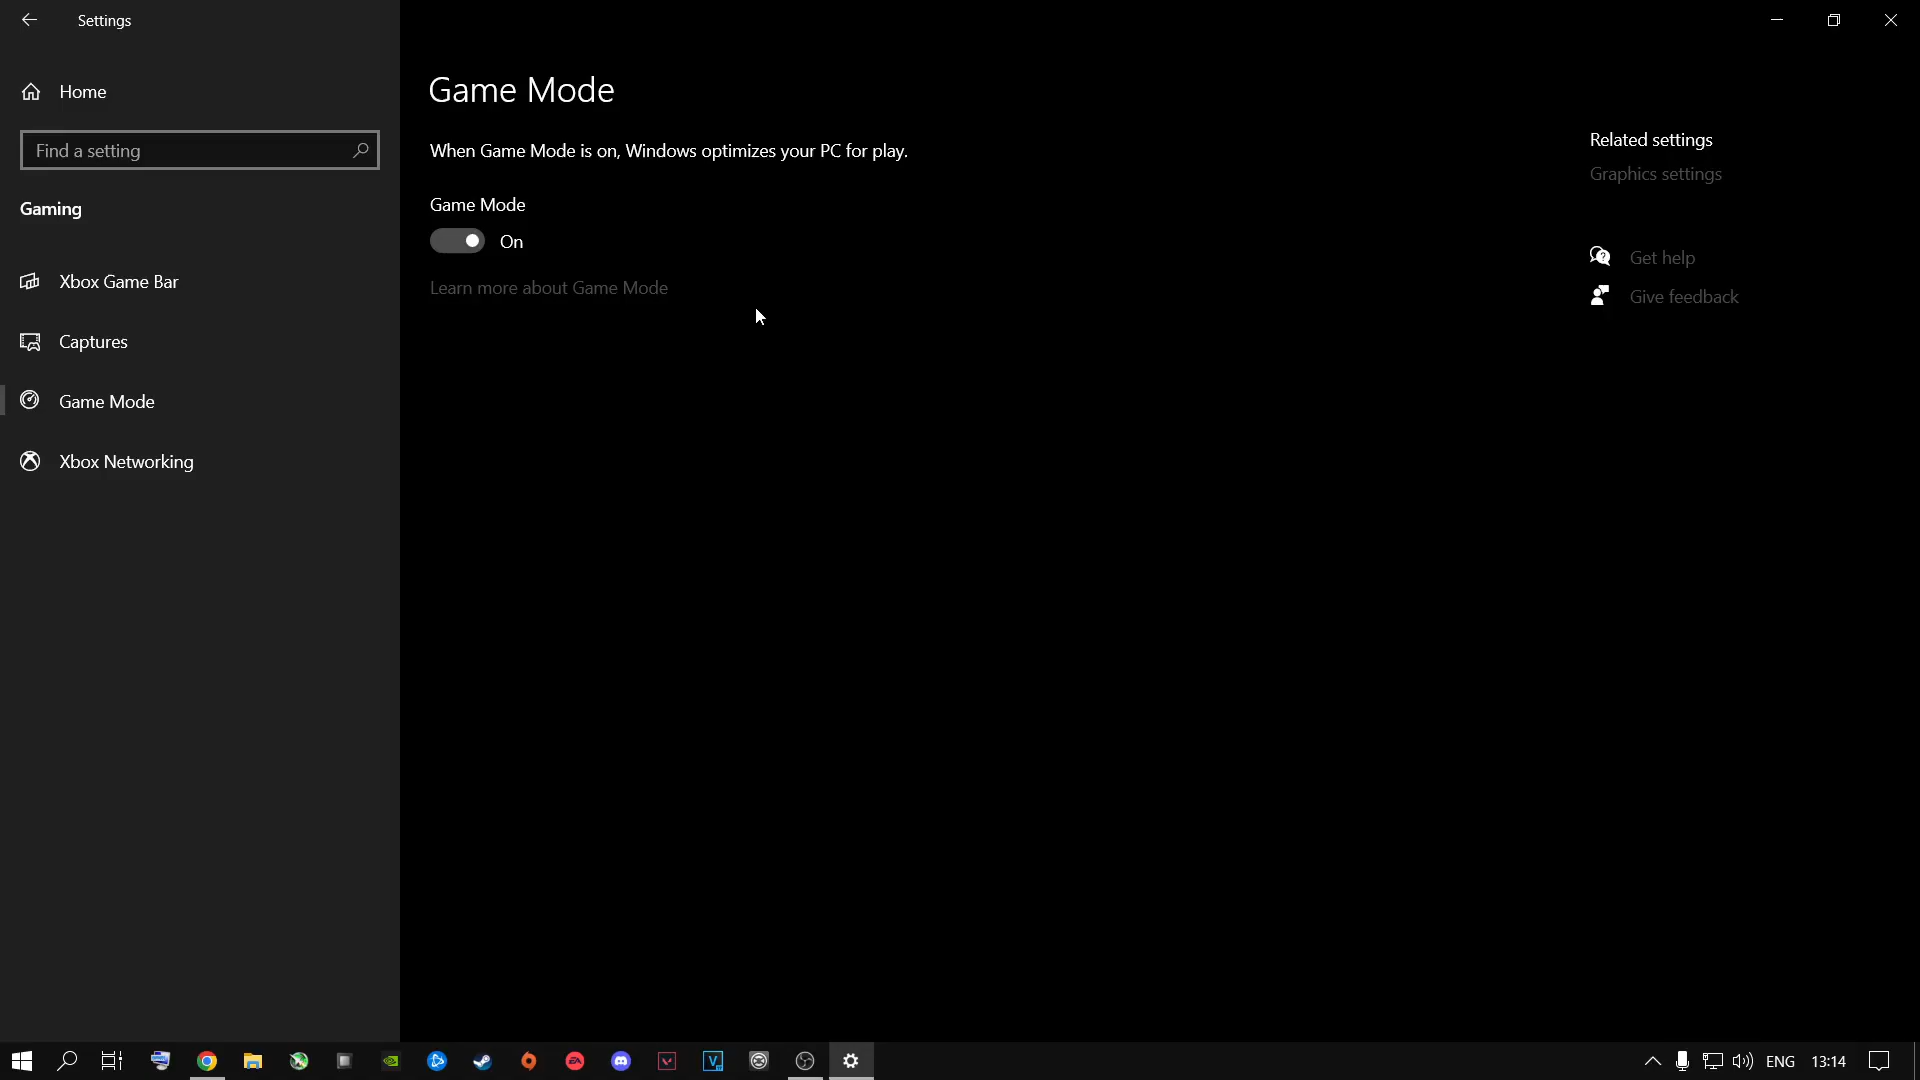 Settings
Home
Find a setting
Gaming
Xbox Game Bar
Captures
Game Mode
Xbox Networking
Game Mode
When Game Mode is on, Windows optimizes your PC for play.
Game Mode
On
Learn more about Game Mode
Related settings
Graphics settings
Get help
Give feedback
ENG
13:14